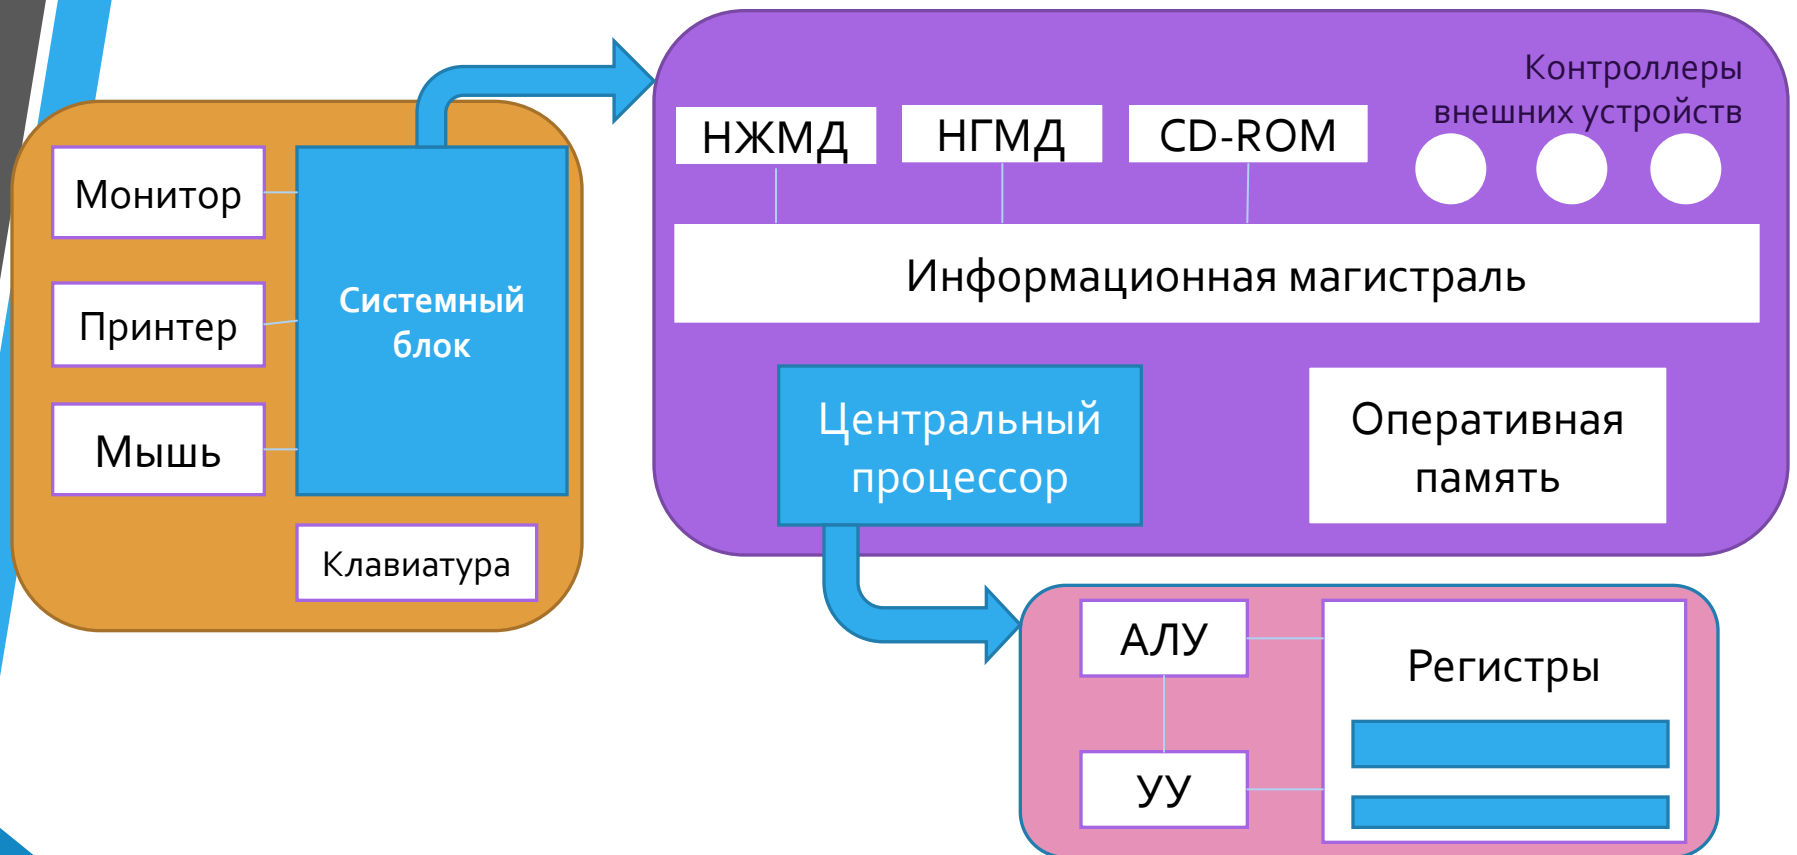 Монитор
Принтер
Мышь
Системный
блок
Клавиатура
Контроллеры
внешних устройств
НЖМД
НГМД
CD-ROM
Информационная магистраль
Центральный
процессор
Оперативная
память
АЛУ
УУ
Регистры